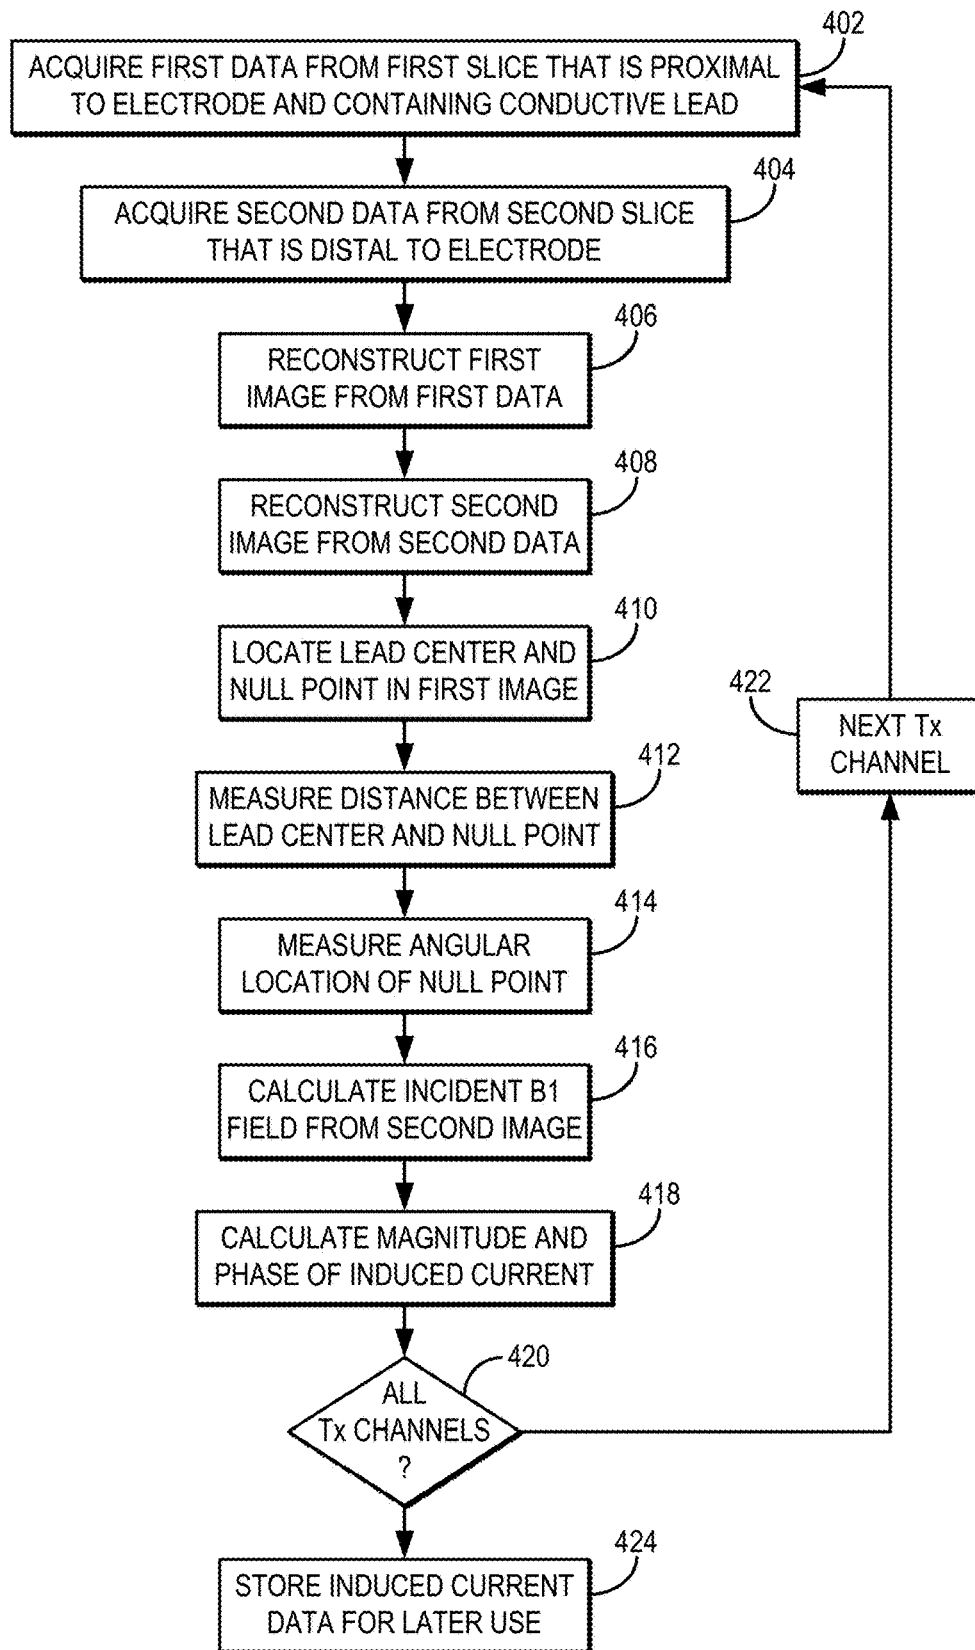 402
ACQUIRE FIRST DATA FROM FIRST SLICE THAT IS PROXIMAL
TO ELECTRODE AND CONTAINING CONDUCTIVE LEAD
404
ACQUIRE SECOND DATA FROM SECOND SLICE
THAT IS DISTAL TO ELECTRODE
406
RECONSTRUCT FIRST
IMAGE FROM FIRST DATA
408
RECONSTRUCT SECOND
IMAGE FROM SECOND DATA
410
LOCATE LEAD CENTER AND
NULL POINT IN FIRST IMAGE
422
NEXT Tx
CHANNEL
412
MEASURE DISTANCE BETWEEN
LEAD CENTER AND NULL POINT
414
MEASURE ANGULAR
LOCATION OF NULL POINT
416
CALCULATE INCIDENT B1
FIELD FROM SECOND IMAGE
418
CALCULATE MAGNITUDE AND
PHASE OF INDUCED CURRENT
420
ALL
Tx CHANNELS
?
424
STORE INDUCED CURRENT
DATA FOR LATER USE